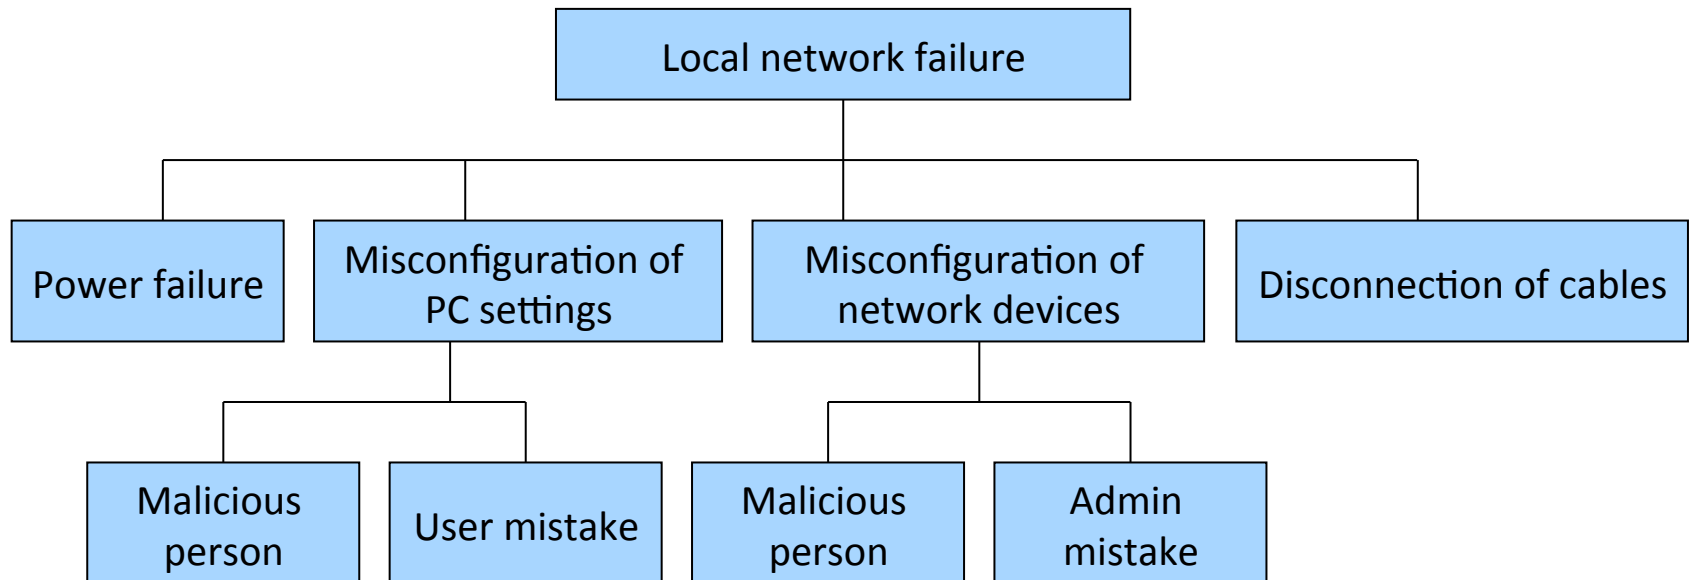 Local network failure
Power failure
Misconfiguration of
PC settings
Misconfiguration of
network devices
Disconnection of cables
Malicious
person
User mistake
Malicious
person
Admin
mistake